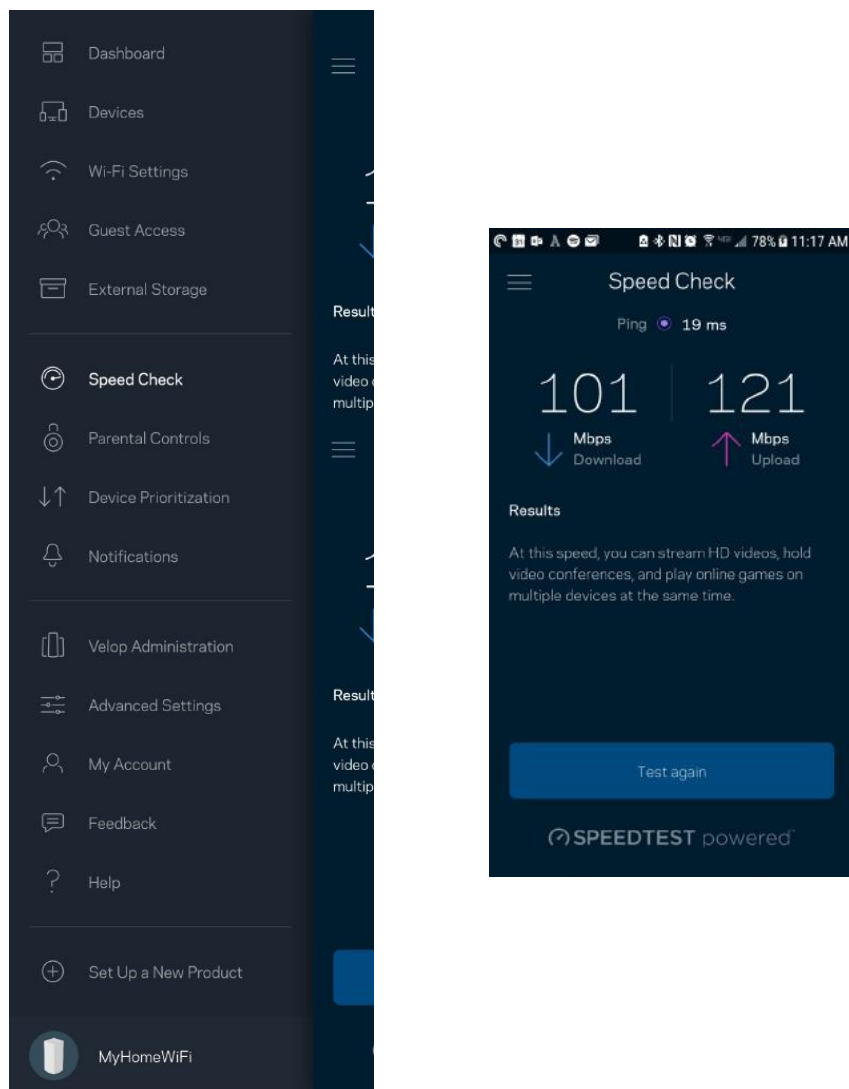 Dashboard
Devices
Wi-Fi Settings
Guest Access
External Storage
Speed Check
Parental Controls
Device Prioritization
Notifications
Velop Administration
Advanced Settings
My Account
Feedback
Help
Set Up a New Product
MyHomeWiFi
Result
At this
video
multip
Result
At this
video
multip
78% 11:17 AM
Speed Check
Ping 19 ms
101 121
Mbps Mbps
Download Upload
Results
At this speed, you can stream HD videos, hold
video conferences, and play online games on
multiple devices at the same time.
Test again
SPEEDTEST powered